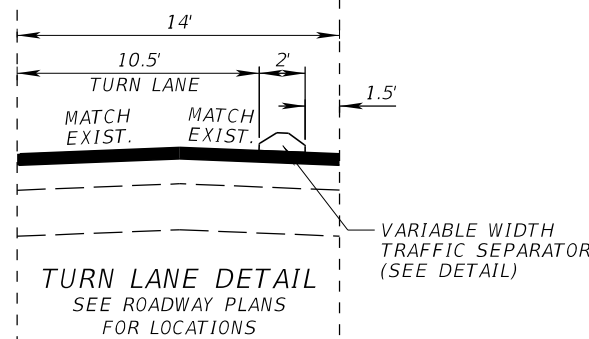 14'
10.5'
2'
TURN LANE
1.5'
MATCH
EXIST.
MATCH
EXIST.
VARIABLE WIDTH
TRAFFIC SEPARATOR
(SEE DETAIL)
TURN LANE DETAIL
SEE ROADWAY PLANS
FOR LOCATIONS